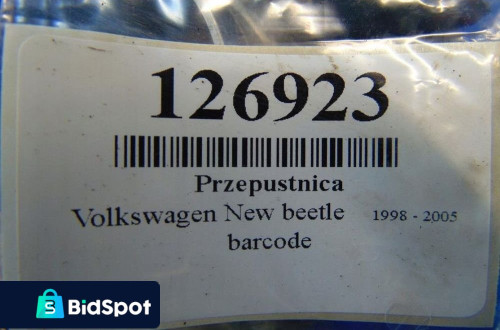 126923
Przepustnica
Volkswagen New beetle 1998 - 2005
barcode
BidSpot